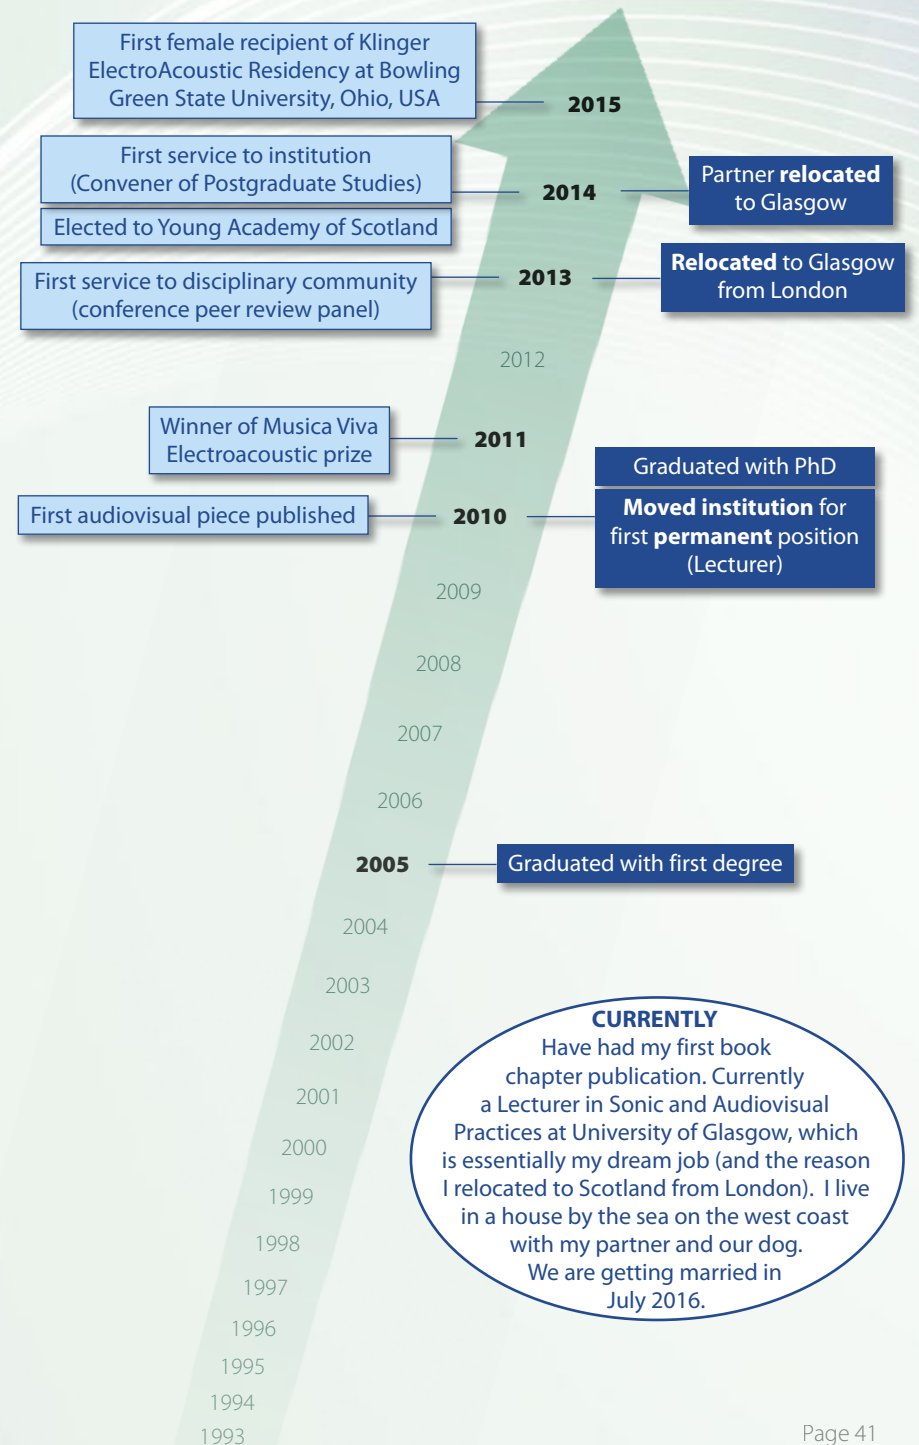 First female recipient of Klinger
ElectroAcoustic Residency at Bowling
Green State University, Ohio, USA
2015
First service to institution
(Convener of Postgraduate Studies)
Elected to Young Academy of Scotland
2014
Partner relocated
to Glasgow
First service to disciplinary community
(conference peer review panel)
2013
Relocated to Glasgow
from London
2012
Winner of Musica Viva
Electroacoustic prize
2011
First audiovisual piece published
2010
Graduated with PhD
Moved institution for
first permanent position
(Lecturer)
2009
2008
2007
2006
2005
Graduated with first degree
2004
2003
2002
2001
2000
1999
1998
1997
1996
1995
1994
1993
CURRENTLY
Have had my first book
chapter publication. Currently
a Lecturer in Sonic and Audiovisual
Practices at University of Glasgow, which
is essentially my dream job (and the reason
I relocated to Scotland from London). I live
in a house by the sea on the west coast
with my partner and our dog.
We are getting married in
July 2016.
Page 41